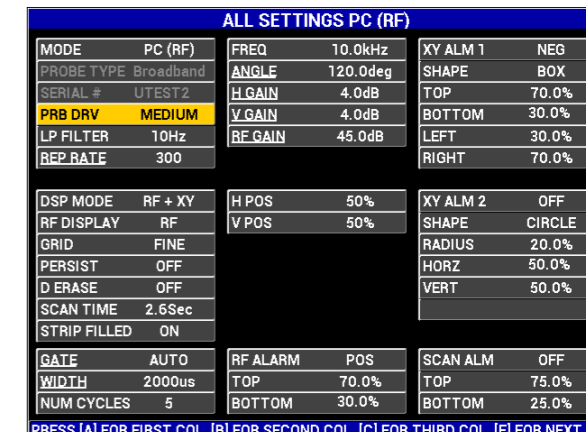 ALL SETTINGS PC (RF)
MODE PC (RF) FREQ 10.0kHz XY ALM 1 NEG
PROBE TYPE Broadband ANGLE 120.0deg SHAPE BOX
SERIAL # UTEST2 H GAIN 4.0dB TOP 70.0%
PRB DRV MEDIUM V GAIN 4.0dB BOTTOM 30.0%
LP FILTER 10Hz RF GAIN 45.0dB LEFT 30.0%
REP RATE 300 RIGHT 70.0%
DSP MODE RF + XY H POS 50% XY ALM 2 OFF
RF DISPLAY RF V POS 50% SHAPE CIRCLE
GRID FINE RADIUS 20.0%
PERSIST OFF HORZ 50.0%
D ERASE OFF VERT 50.0%
SCAN TIME 2.6Sec
STRIP FILLED ON
GATE AUTO RF ALARM POS SCAN ALM OFF
WIDTH 2000us TOP 70.0% TOP 75.0%
NUM CYCLES 5 BOTTOM 30.0% BOTTOM 25.0%
PRESS [A] FOR FIRST COL, [B] FOR SECOND COL, [C] FOR THIRD COL, [E] FOR NEXT